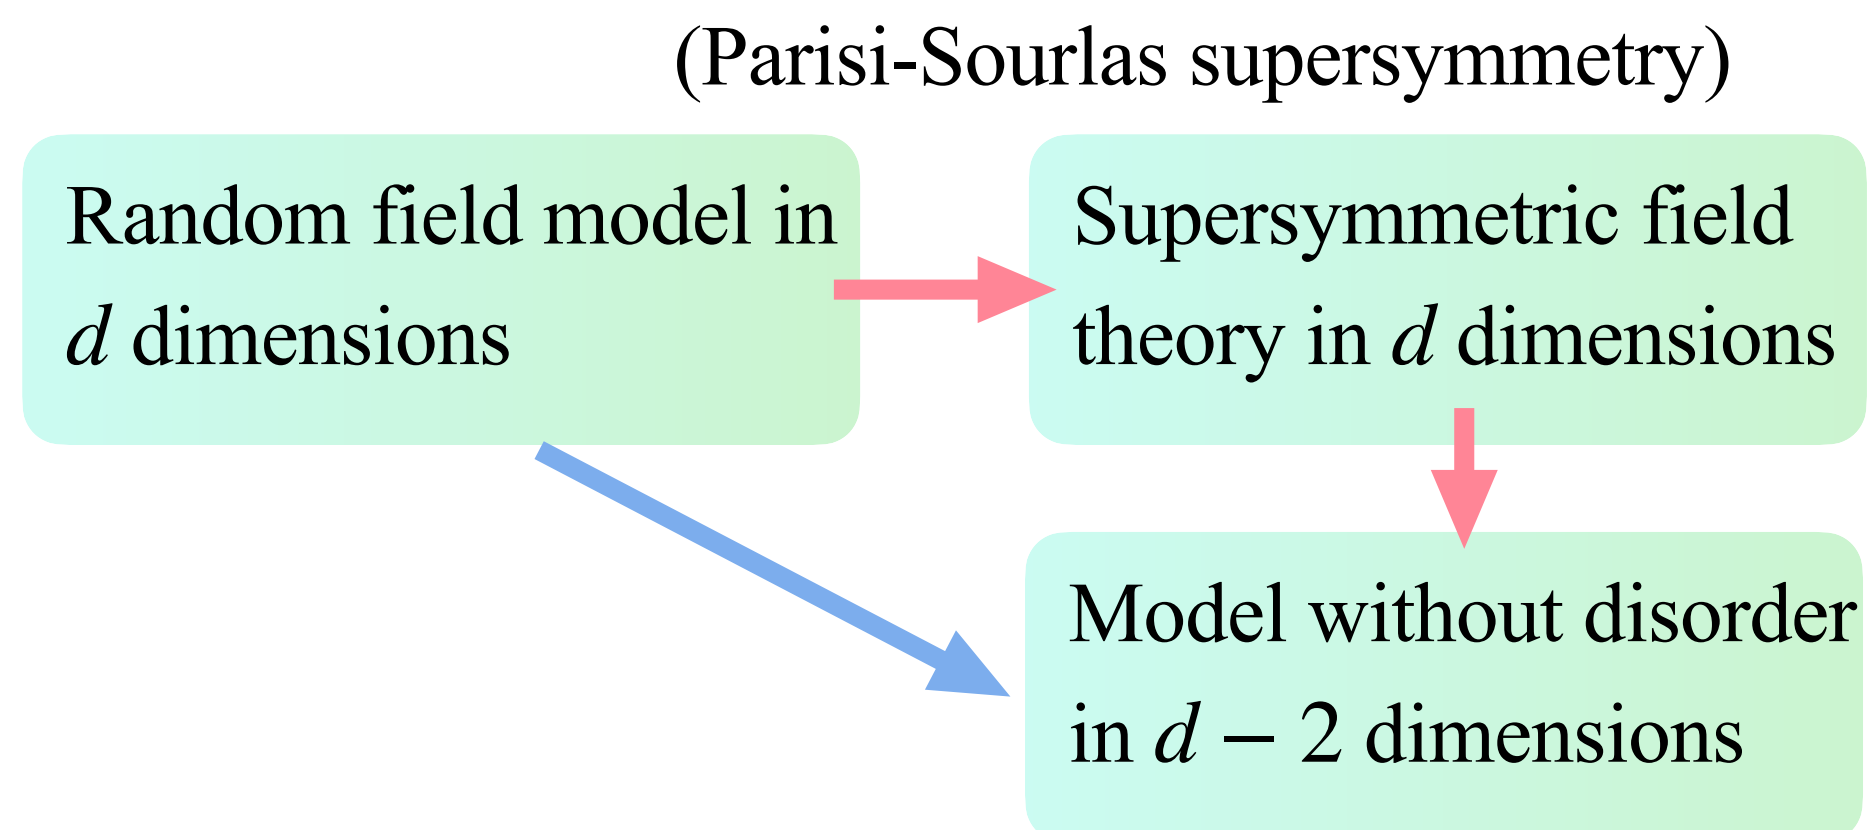 (Parisi-Sourlas supersymmetry)
Random field model in
d dimensions
Supersymmetric field
theory in d dimensions
Model without disorder
in d − 2 dimensions